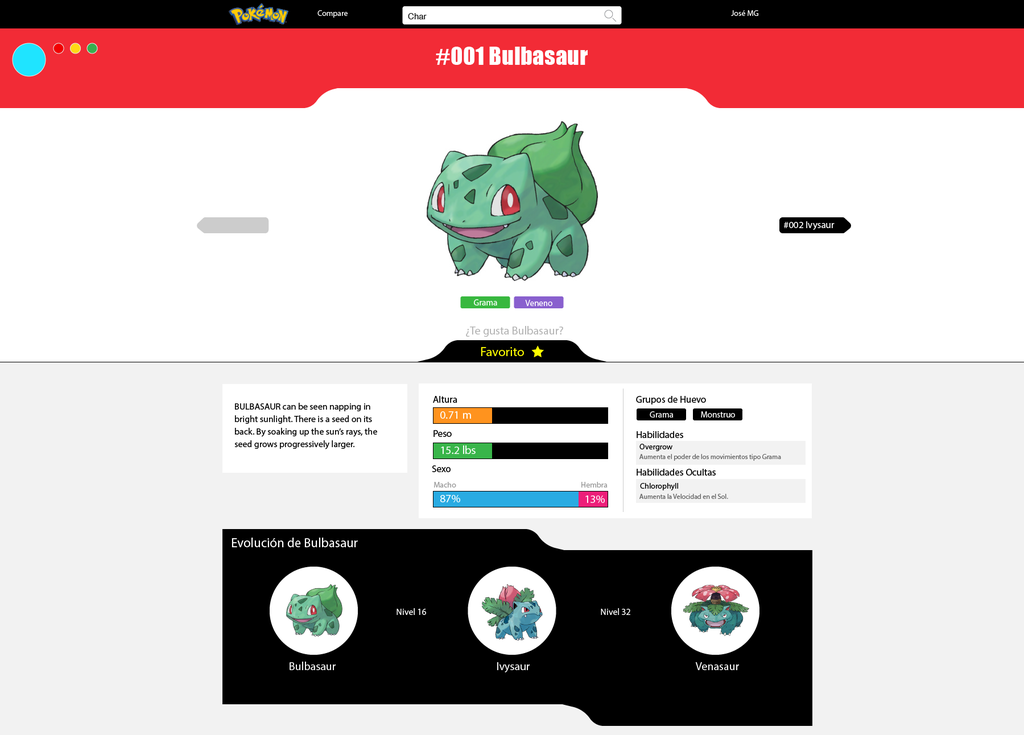 POKéMON
Compare
Char
José MG
#001 Bulbasaur
#002 Ivysaur
Grama
Veneno
¿Te gusta Bulbasaur?
Favorito
BULBASAUR can be seen napping in
bright sunlight. There is a seed on its
back. By soaking up the sun's rays, the
seed grows progressively larger.
Altura
0.71 m
Peso
15.2 lbs
Sexo
Macho Hembra
87% 13%
Grupos de Huevo
Grama Monstruo
Habilidades
Overgrow
Aumenta el poder de los movimientos tipo Grama
Habilidades Ocultas
Chlorophyll
Aumenta la Velocidad en el Sol.
Evolución de Bulbasaur
Nivel 16
Nivel 32
Bulbasaur
Ivysaur
Venasaur